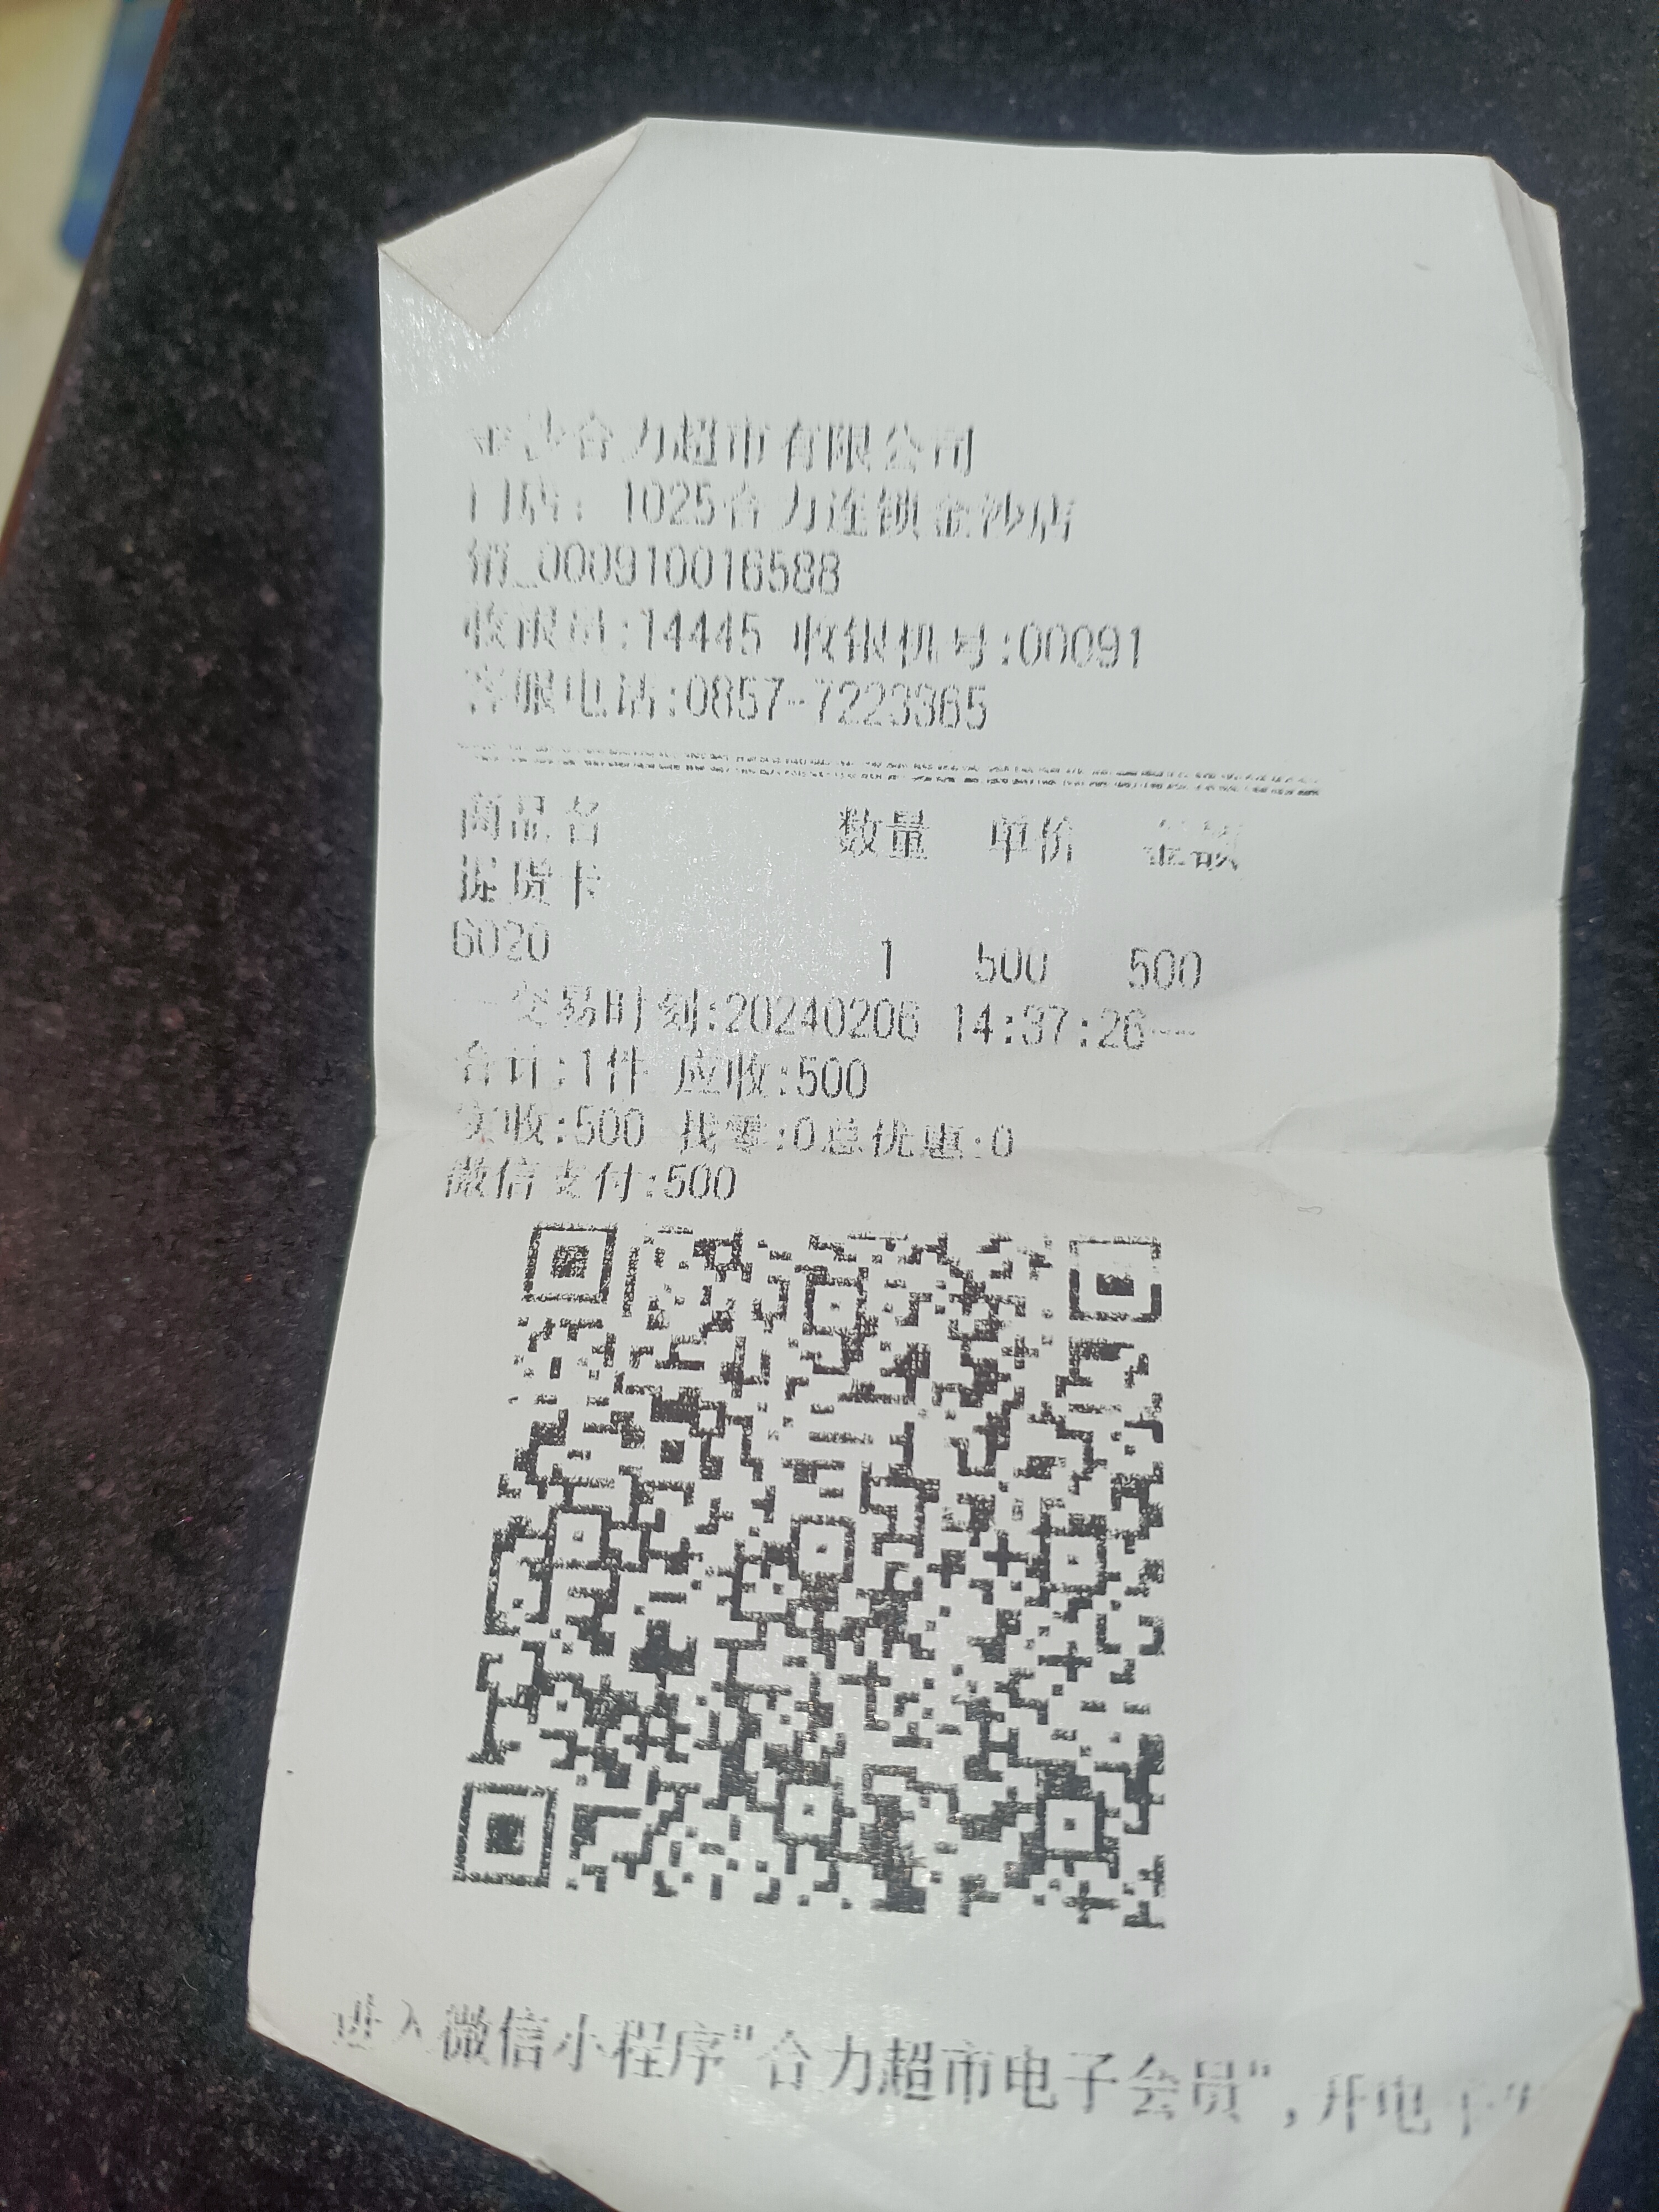 金沙合力超市有限公司
门店：1025合力连锁金沙店
销_000910016588
收银员:14445 收银机号:00091
客服电话:0857-7223365
商品名 数量 单价 金额
提货卡
6020 1 500 500
--交易时刻:20240206 14:37:26--
合计:1件 应收:500
实收:500 找零:0总优惠:0
微信支付:500
进入微信小程序"合力超市电子会员"，开电子